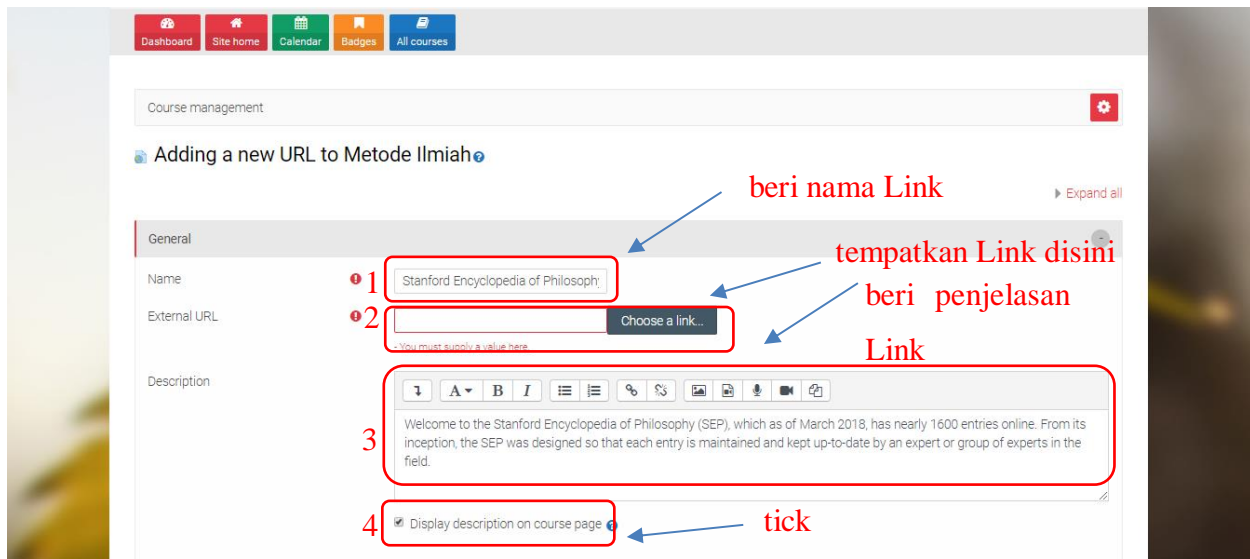 Dashboard Site home Calendar Badges All courses
Course management
Adding a new URL to Metode Ilmiah
beri nama Link
Expand all
General
tempatkan Link disini
Name 1 Stanford Encyclopedia of Philosoph
beri penjelasan
External URL 2 Choose a link...
- You must supply a value here.
Link
Description
A B I
Welcome to the Stanford Encyclopedia of Philosophy (SEP), which as of March 2018, has nearly 1600 entries online. From its
3 inception, the SEP was designed so that each entry is maintained and kept up-to-date by an expert or group of experts in the
field.
4 Display description on course page
tick